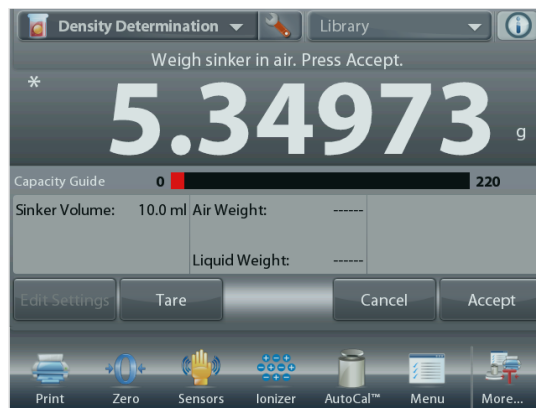 Density Determination
Library
Weigh sinker in air. Press Accept.
* 5.34973 g
Capacity Guide 0 220
Sinker Volume: 10.0 ml Air Weight: ------
Liquid Weight: ------
Edit Settings Tare Cancel Accept
Print Zero Sensors Ionizer AutoCal™ Menu More...